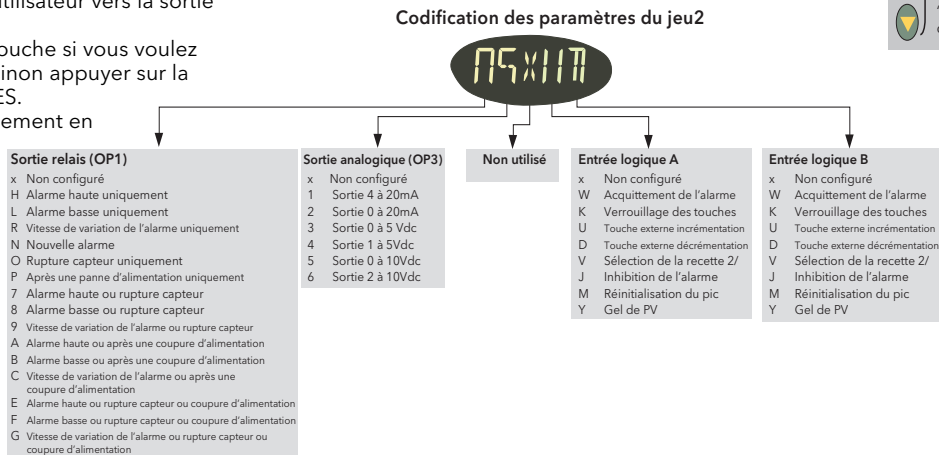 utilisateur vers la sortie
ouche si vous voulez
inon appuyer sur la
ES.
ement en
Codification des paramètres du jeu2
Sortie relais (OP1)
x Non configuré
H Alarme haute uniquement
L Alarme basse uniquement
R Vitesse de variation de l'alarme uniquement
N Nouvelle alarme
O Rupture capteur uniquement
P Après une panne d'alimentation uniquement
7 Alarme haute ou rupture capteur
8 Alarme basse ou rupture capteur
9 Vitesse de variation de l'alarme ou rupture capteur
A Alarme haute ou après une coupure d'alimentation
B Alarme basse ou après une coupure d'alimentation
C Vitesse de variation de l'alarme ou après une
coupure d'alimentation
E Alarme haute ou rupture capteur ou coupure d'alimentation
F Alarme basse ou rupture capteur ou coupure d'alimentation
G Vitesse de variation de l'alarme ou rupture capteur ou
coupure d'alimentation
Sortie analogique (OP3)
x Non configuré
1 Sortie 4 à 20mA
2 Sortie 0 à 20mA
3 Sortie 0 à 5 Vdc
4 Sortie 1 à 5Vdc
5 Sortie 0 à 10Vdc
6 Sortie 2 à 10Vdc
Non utilisé
Entrée logique A
x Non configuré
W Acquittement de l'alarme
K Verrouillage des touches
U Touche externe incrémentation
D Touche externe décrémentation
V Sélection de la recette 2/
J Inhibition de l'alarme
M Réinitialisation du pic
Y Gel de PV
Entrée logique B
x Non configuré
W Acquittement de l'alarme
K Verrouillage des touches
U Touche externe incrémentation
D Touche externe décrémentation
V Sélection de la recette 2/
J Inhibition de l'alarme
M Réinitialisation du pic
Y Gel de PV